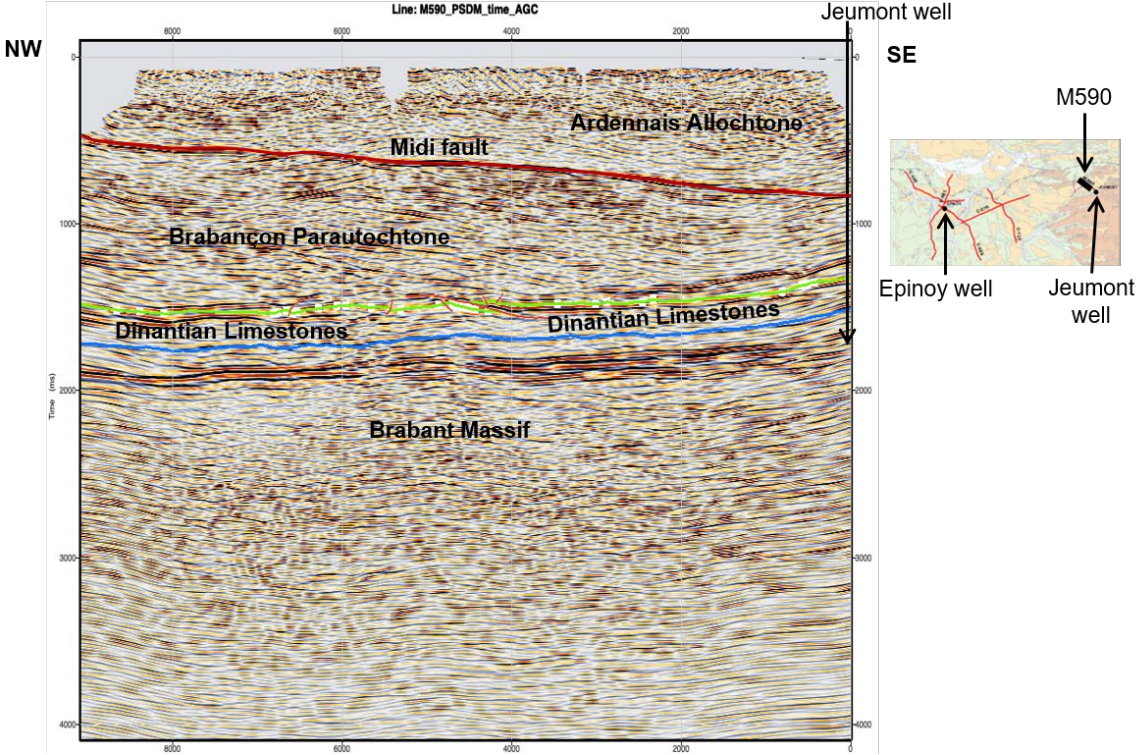 Line: M590_PSDM_time_AGC
Jeumont well
NW
SE
8000 6000 4000 2000 0
0
1000 1000
2000 2000
3000 3000
4000 4000
Time (ms)
Ardennais Allochtone
Midi fault
Brabançon Parautochtone
Dinantian Limestones
Dinantian Limestones
Brabant Massif
8000 6000 4000 2000 0
M590
Epinoy well
Jeumont
well